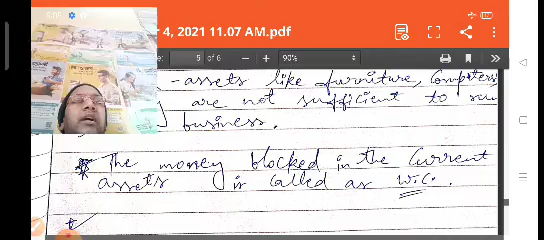 4, 2021 11.07 AM.pdf
5 of 6
90%
-assets like furniture, Computers
are not sufficient to run
business.
* The money blocked in the Current
assets is called as W.C.